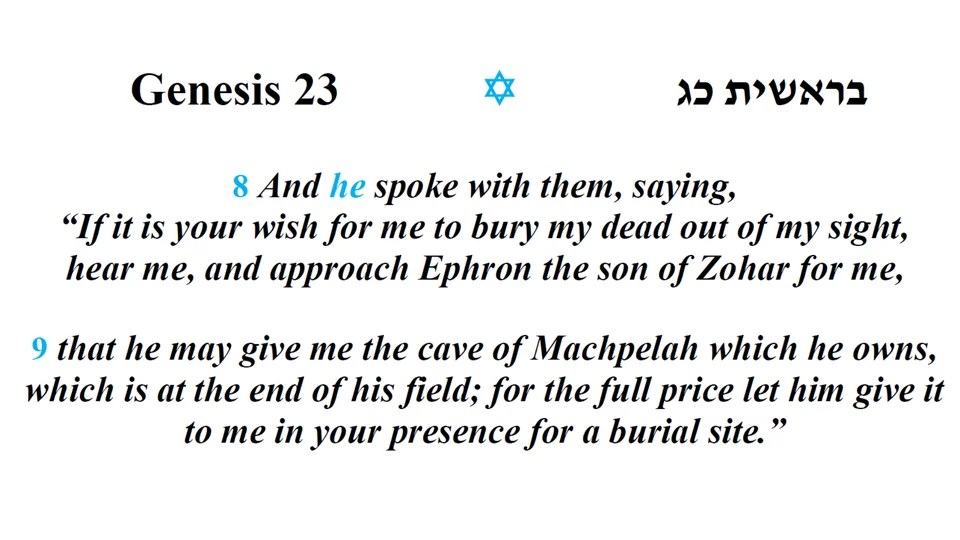 Genesis 23 ✡ בראשית כג
8 And he spoke with them, saying,
“If it is your wish for me to bury my dead out of my sight,
hear me, and approach Ephron the son of Zohar for me,
9 that he may give me the cave of Machpelah which he owns,
which is at the end of his field; for the full price let him give it
to me in your presence for a burial site.”